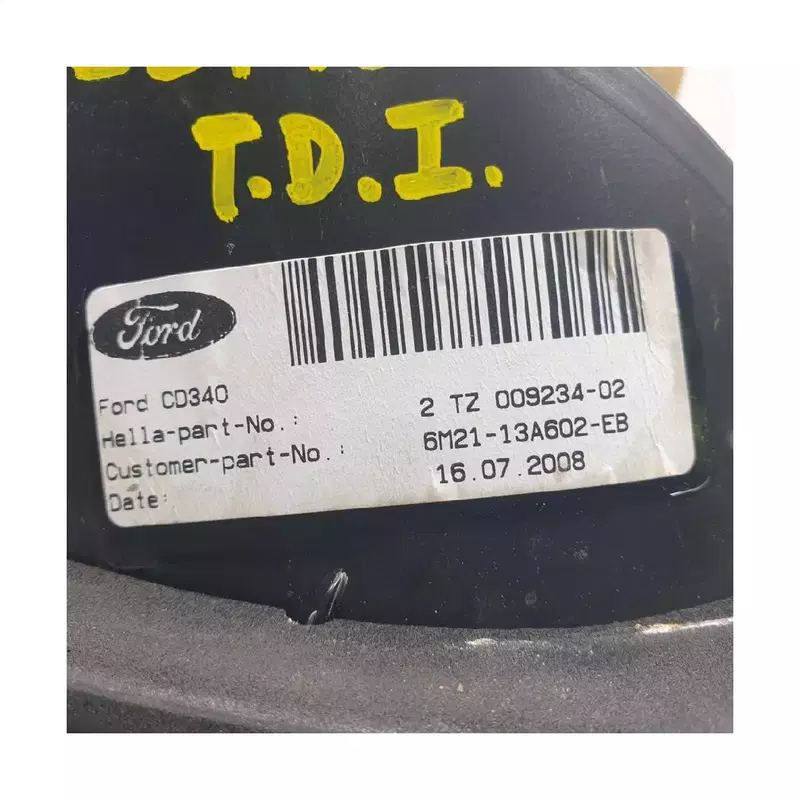 T.D.I.
Ford
Ford CD340
Hella-part-No.: 2 TZ 009234-02
Customer-part-No.: 6M21-13A602-EB
Date: 16.07.2008